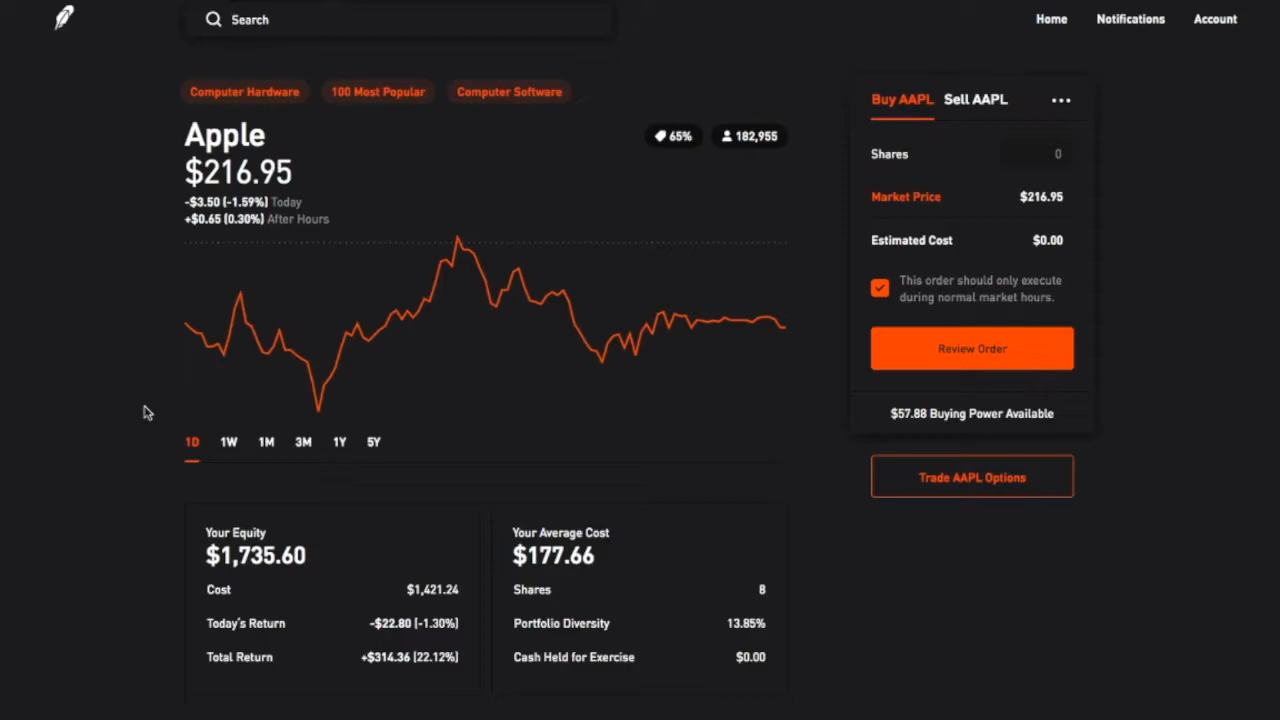 Search
Home Notifications Account
Computer Hardware 100 Most Popular Computer Software
Apple
65% 182,955
$216.95
-$3.50 (-1.59%) Today
+$0.65 (0.30%) After Hours
1D 1W 1M 3M 1Y 5Y
Buy AAPL Sell AAPL
Shares 0
Market Price $216.95
Estimated Cost $0.00
This order should only execute
during normal market hours.
Review Order
$57.88 Buying Power Available
Trade AAPL Options
Your Equity
$1,735.60
Cost $1,421.24
Today's Return -$22.80 (-1.30%)
Total Return +$314.36 (22.12%)
Your Average Cost
$177.66
Shares 8
Portfolio Diversity 13.85%
Cash Held for Exercise $0.00